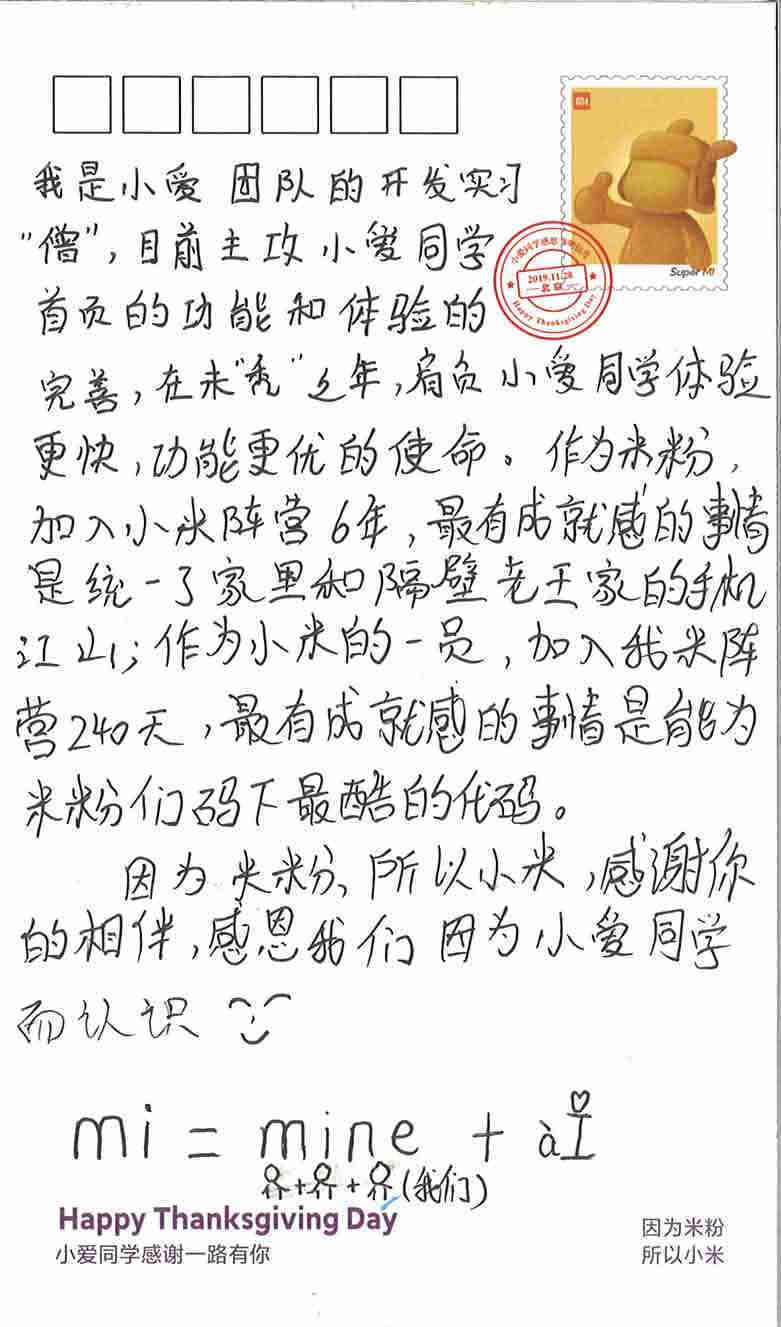 我是小爱团队的开发实习
"僧",目前主攻小爱同学
首页的功能和体验的
完善,在未"秃"之年,肩负小爱同学体验
更快,功能更优的使命。作为米粉,
加入小米阵营6年,最有成就感的事情
是统一了家里和隔壁老王家的手机
江山;作为小米的一员,加入我米阵
营240天,最有成就感的事情是能为
米粉们码下最酷的代码。
因为米粉、所以小米,感谢你
的相伴,感恩我们因为小爱同学
而认识
mi = mine + àI
(我们)
Happy Thanksgiving Day
小爱同学感谢一路有你
因为米粉
所以小米
mi
Super Mi
小爱同学感恩
2019.11.28
北京
Happy Thanksgiving Day